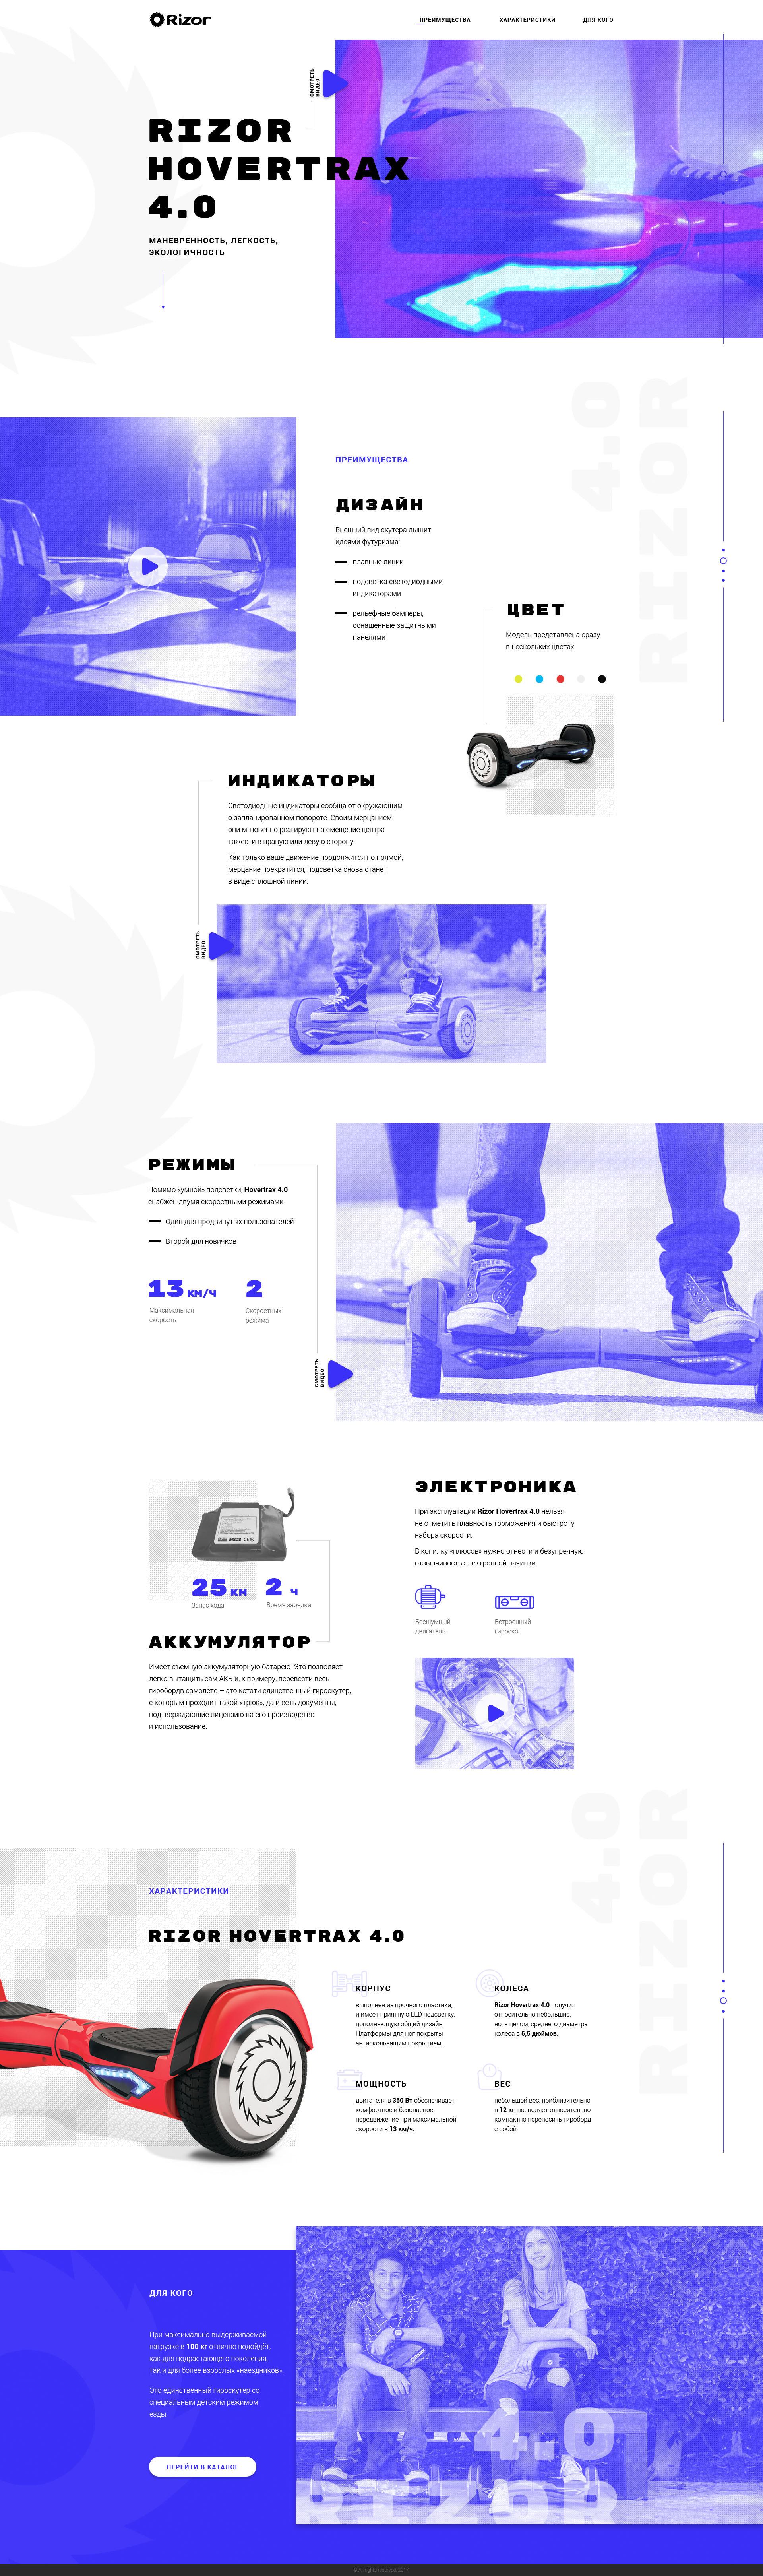 Rizor
ПРЕИМУЩЕСТВА
ХАРАКТЕРИСТИКИ
ДЛЯ КОГО
СМОТРЕТЬ
ВИДЕО
RIZOR
HOVERTRAX
4.0
МАНЕВРЕННОСТЬ, ЛЕГКОСТЬ,
ЭКОЛОГИЧНОСТЬ
RIZOR
4.0
ПРЕИМУЩЕСТВА
ДИЗАЙН
Внешний вид скутера дышит
идеями футуризма:
плавные линии
подсветка светодиодными
индикаторами
рельефные бамперы,
оснащенные защитными
панелями
ЦВЕТ
Модель представлена сразу
в нескольких цветах.
ИНДИКАТОРЫ
Светодиодные индикаторы сообщают окружающим
о запланированном повороте. Своим мерцанием
они мгновенно реагируют на смещение центра
тяжести в правую или левую сторону.
Как только ваше движение продолжится по прямой,
мерцание прекратится, подсветка снова станет
в виде сплошной линии.
СМОТРЕТЬ
ВИДЕО
РЕЖИМЫ
Помимо «умной» подсветки, Hovertrax 4.0
снабжён двумя скоростными режимами.
Один для продвинутых пользователей
Второй для новичков
13 КМ/Ч
Максимальная
скорость
2
Скоростных
режима
СМОТРЕТЬ
ВИДЕО
25 КМ
Запас хода
2 Ч
Время зарядки
АККУМУЛЯТОР
Имеет съемную аккумуляторную батарею. Это позволяет
легко вытащить сам АКБ и, к примеру, перевезти весь
гиробордв самолёте – это кстати единственный гироскутер,
с которым проходит такой «трюк», да и есть документы,
подтверждающие лицензию на его производство
и использование.
ЭЛЕКТРОНИКА
При эксплуатации Rizor Hovertrax 4.0 нельзя
не отметить плавность торможения и быстроту
набора скорости.
В копилку «плюсов» нужно отнести и безупречную
отзывчивость электронной начинки.
Бесшумный
двигатель
Встроенный
гироскоп
RIZOR
4.0
ХАРАКТЕРИСТИКИ
RIZOR HOVERTRAX 4.0
КОРПУС
выполнен из прочного пластика,
и имеет приятную LED подсветку,
дополняющую общий дизайн.
Платформы для ног покрыты
антискользящим покрытием.
КОЛЕСА
Rizor Hovertrax 4.0 получил
относительно небольшие,
но, в целом, среднего диаметра
колёса в 6,5 дюймов.
МОЩНОСТЬ
двигателя в 350 Вт обеспечивает
комфортное и безопасное
передвижение при максимальной
скорости в 13 км/ч.
ВЕС
небольшой вес, приблизительно
в 12 кг, позволяет относительно
компактно переносить гироборд
с собой.
ДЛЯ КОГО
При максимально выдерживаемой
нагрузке в 100 кг отлично подойдёт,
как для подрастающего поколения,
так и для более взрослых «наездников».
Это единственный гироскутер со
специальным детским режимом
езды.
ПЕРЕЙТИ В КАТАЛОГ
4.0
RIZOR
© All rights reserved, 2017